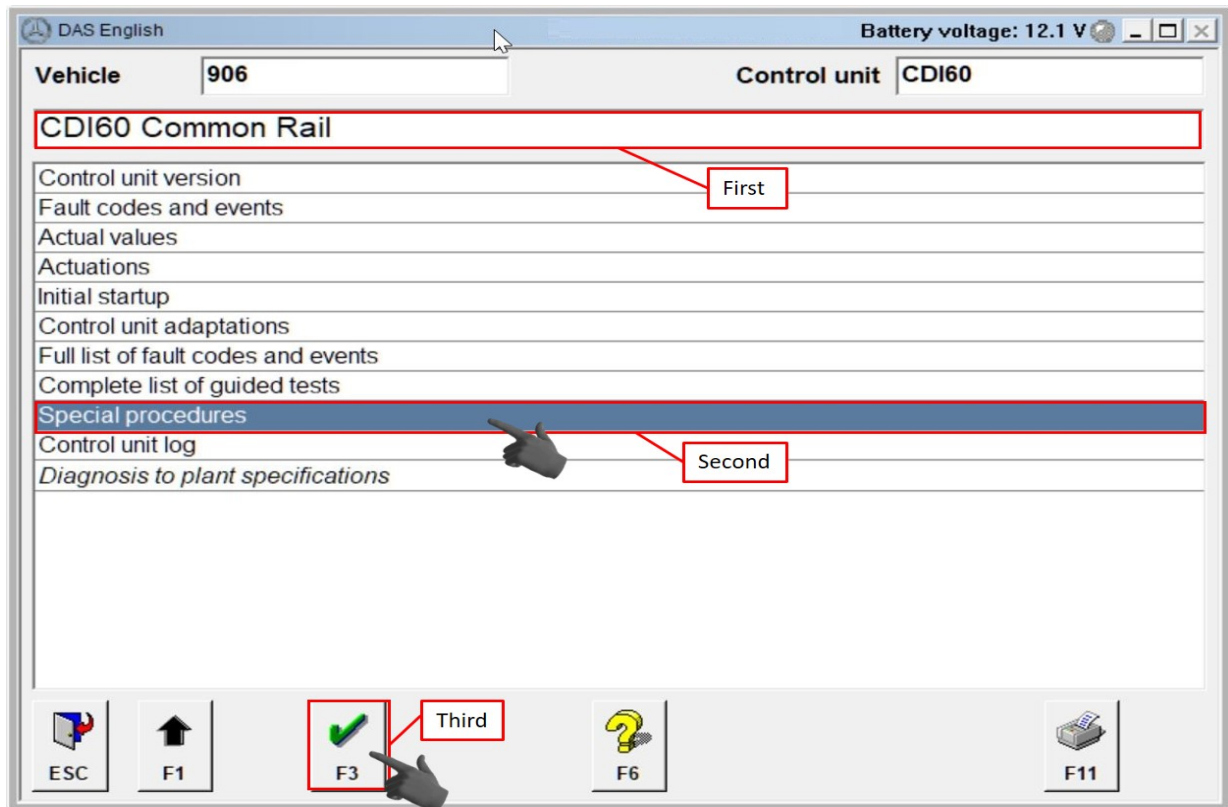 DAS English
Battery voltage: 12.1 V
Vehicle 906 Control unit CDI60
CDI60 Common Rail
Control unit version
First
Fault codes and events
Actual values
Actuations
Initial startup
Control unit adaptations
Full list of fault codes and events
Complete list of guided tests
Special procedures
Control unit log
Second
Diagnosis to plant specifications
Third
ESC F1 F3 F6 F11